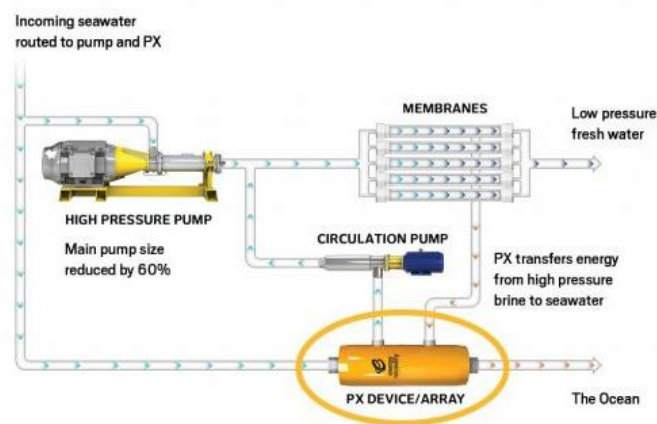 Incoming seawater
routed to pump and PX
MEMBRANES
Low pressure
fresh water
HIGH PRESSURE PUMP
Main pump size
reduced by 60%
CIRCULATION PUMP
PX transfers energy
from high pressure
brine to seawater
PX DEVICE/ARRAY
The Ocean